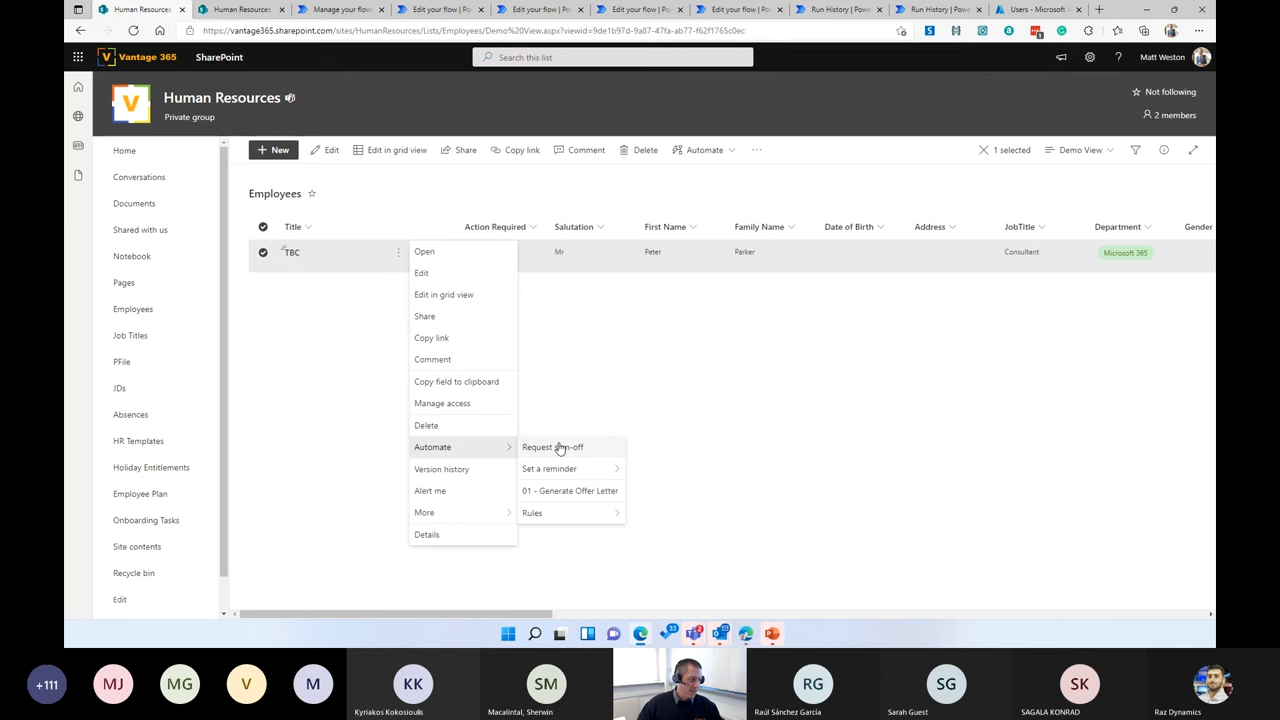 Human Resources
Human Resources
Manage your flow
Edit your flow | Pow
Edit your flow | Pow
Edit your flow | Pow
Edit your flow | Pow
Run History | Powe
Run History | Powe
Users - Microsoft A
https://vantage365.sharepoint.com/sites/HumanResources/Lists/Employees/Demo%20View.aspx?viewid=9de1b97d-9a87-47fa-ab77-f62f1765c0ec
V
Vantage 365
SharePoint
Search this list
Matt Weston
V
Human Resources
Private group
Not following
2 members
Home
Conversations
Documents
Shared with us
Notebook
Pages
Employees
Job Titles
PFile
JDs
Absences
HR Templates
Holiday Entitlements
Employee Plan
Onboarding Tasks
Site contents
Recycle bin
Edit
New
Edit
Edit in grid view
Share
Copy link
Comment
Delete
Automate
1 selected
Demo View
Employees
Title
Action Required
Salutation
First Name
Family Name
Date of Birth
Address
JobTitle
Department
Gender
TBC
Mr
Peter
Parker
Consultant
Microsoft 365
Open
Edit
Edit in grid view
Share
Copy link
Comment
Copy field to clipboard
Manage access
Delete
Automate
Version history
Alert me
More
Details
Request sign-off
Set a reminder
01 - Generate Offer Letter
Rules
33
2
+111
MJ
MG
V
M
KK
Kyriakos Kokosioulis
SM
Macalintal, Sherwin
RG
Raúl Sánchez García
SG
Sarah Guest
SK
SAGALA KONRAD
Raz Dynamics